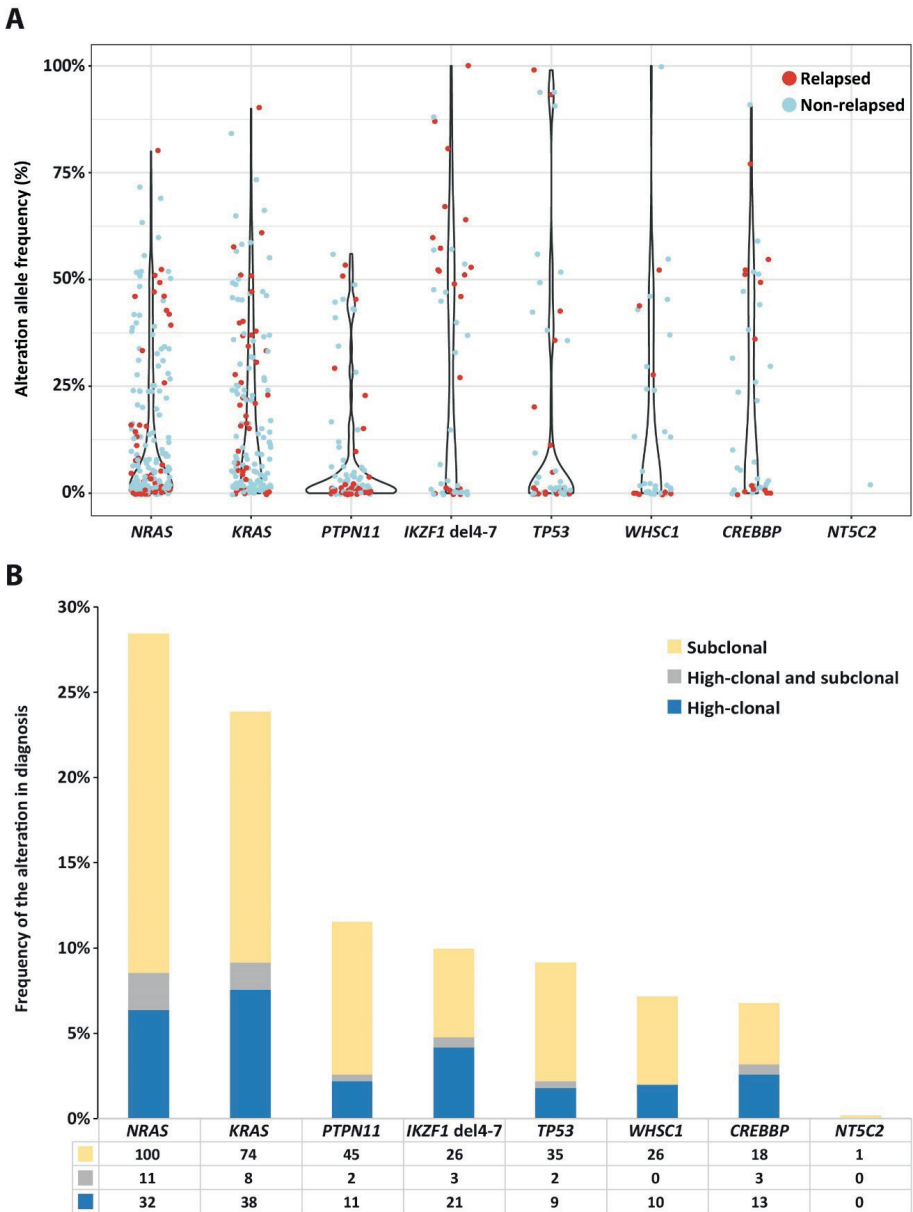 A
Alteration allele frequency (%)
100%
75%
50%
25%
0%
Relapsed
Non-relapsed
NRAS KRAS PTPN11 IKZF1 del4-7 TP53 WHSC1 CREBBP NT5C2
B
Frequency of the alteration in diagnosis
30%
25%
20%
15%
10%
5%
0%
Subclonal
High-clonal and subclonal
High-clonal
NRAS KRAS PTPN11 IKZF1 del4-7 TP53 WHSC1 CREBBP NT5C2
100 74 45 26 35 26 18 1
11 8 2 3 2 0 3 0
32 38 11 21 9 10 13 0